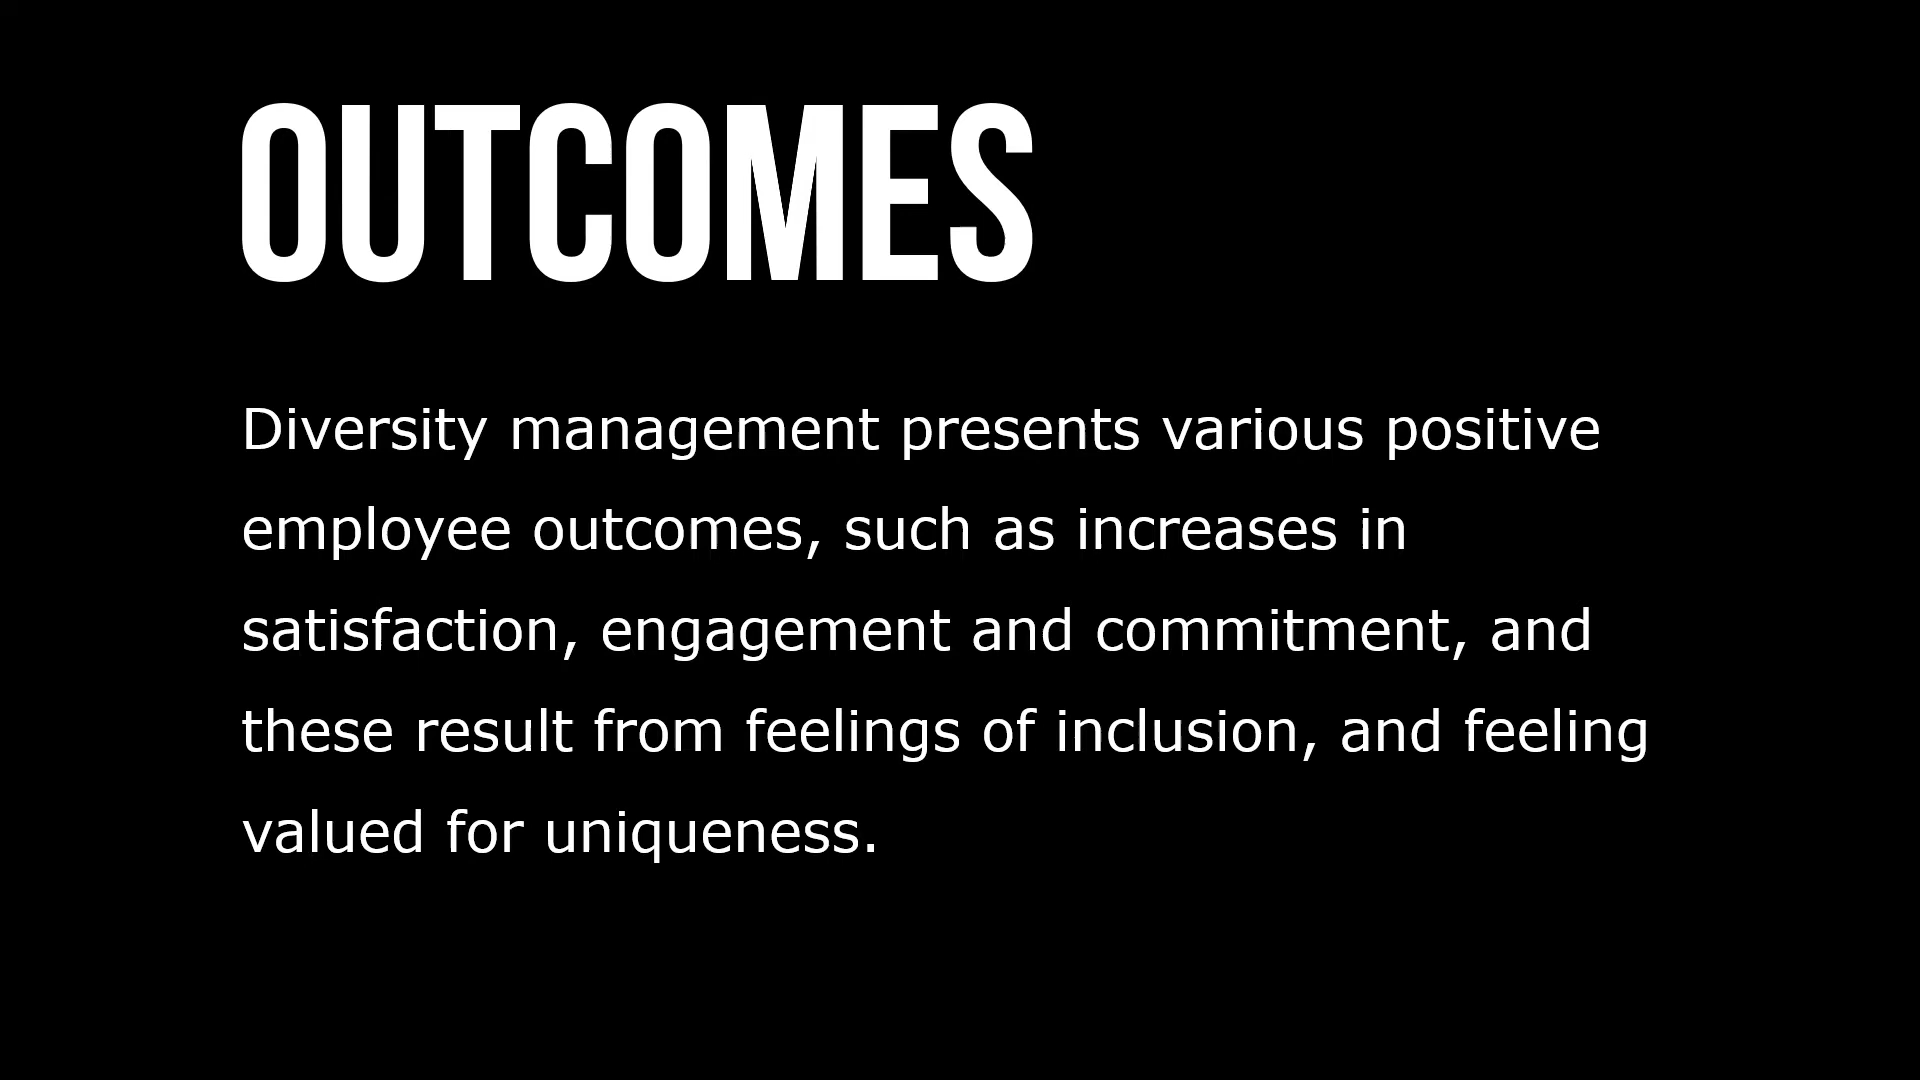 OUTCOMES
Diversity management presents various positive
employee outcomes, such as increases in
satisfaction, engagement and commitment, and
these result from feelings of inclusion, and feeling
valued for uniqueness.